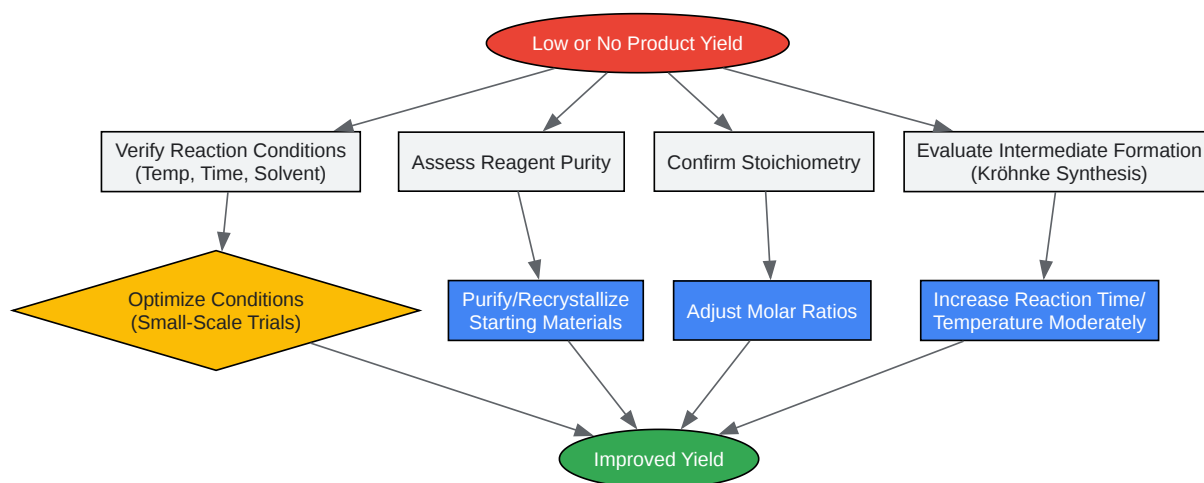 Low or No Product Yield
Verify Reaction Conditions
(Temp, Time, Solvent)
Assess Reagent Purity
Confirm Stoichiometry
Evaluate Intermediate Formation
(Kröhnke Synthesis)
Optimize Conditions
(Small-Scale Trials)
Purify/Recrystallize
Starting Materials
Adjust Molar Ratios
Increase Reaction Time/
Temperature Moderately
Improved Yield